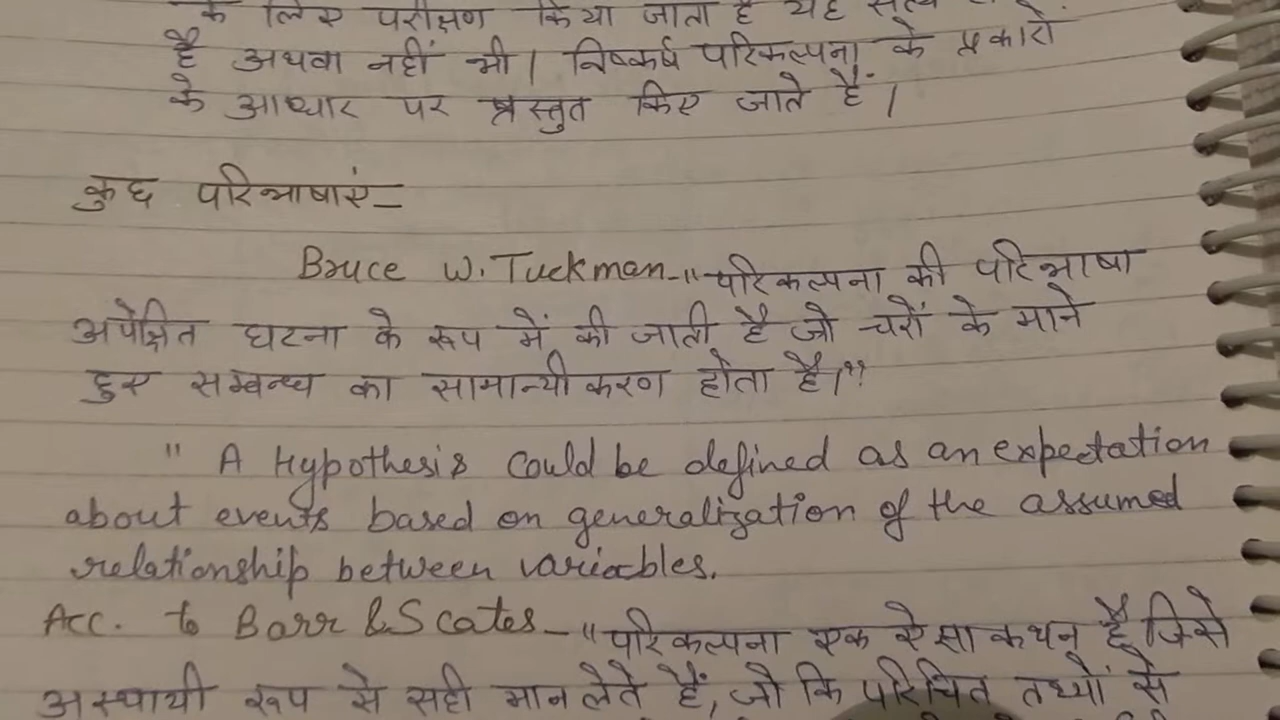 के लिए परीक्षण किया जाता है यह सत्य
है अथवा नहीं भी। निष्कर्ष परिकल्पना के प्रकारो
के आधार पर प्रस्तुत किए जाते हैं।
कुछ परिभाषाएं-
Bruce W. Tuckman-"परिकल्पना की परिभाषा
अपेक्षित घटना के रूप में की जाती है जो चरों के माने
हुए सम्बन्ध का सामान्यीकरण होता है।"
" A Hypothesis could be defined as an expectation
about events based on generalization of the assumed
relationship between variables.
Acc. to Barr & Scates-"परिकल्पना एक ऐसा कथन है जिसे
अस्थायी रूप से सही मान लेते हैं, जो कि परिचित तथ्यों से